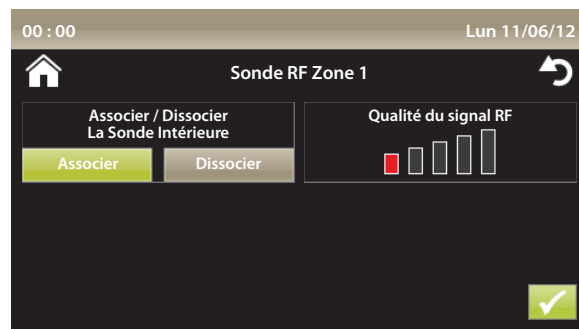 00 : 00
Lun 11/06/12
Sonde RF Zone 1
Associer / Dissocier
La Sonde Intérieure
Associer
Dissocier
Qualité du signal RF